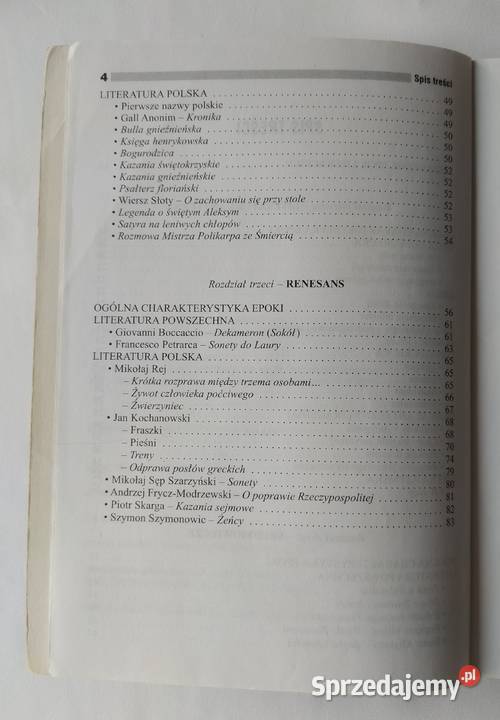 4 Spis treści
LITERATURA POLSKA ..... 49
• Pierwsze nazwy polskie ..... 49
• Gall Anonim – Kronika ..... 49
• Bulla gnieźnieńska ..... 50
• Księga henrykowska ..... 50
• Bogurodzica ..... 50
• Kazania świętokrzyskie ..... 52
• Kazania gnieźnieńskie ..... 52
• Psałterz floriański ..... 52
• Wiersz Słoty – O zachowaniu się przy stole ..... 52
• Legenda o świętym Aleksym ..... 53
• Satyra na leniwych chłopów ..... 53
• Rozmowa Mistrza Polikarpa ze Śmiercią ..... 54
Rozdział trzeci – RENESANS
OGÓLNA CHARAKTERYSTYKA EPOKI ..... 56
LITERATURA POWSZECHNA ..... 61
• Giovanni Boccaccio – Dekameron (Sokół) ..... 61
• Francesco Petrarca – Sonety do Laury ..... 63
LITERATURA POLSKA ..... 65
• Mikołaj Rej ..... 65
– Krótka rozprawa między trzema osobami… ..... 65
– Żywot człowieka poćciwego ..... 66
– Źwierzyniec ..... 67
• Jan Kochanowski ..... 68
– Fraszki ..... 68
– Pieśni ..... 70
– Treny ..... 74
– Odprawa posłów greckich ..... 79
• Mikołaj Sęp Szarzyński – Sonety ..... 80
• Andrzej Frycz-Modrzewski – O poprawie Rzeczypospolitej ..... 81
• Piotr Skarga – Kazania sejmowe ..... 82
• Szymon Szymonowic – Żeńcy ..... 83
Sprzedajemy.pl